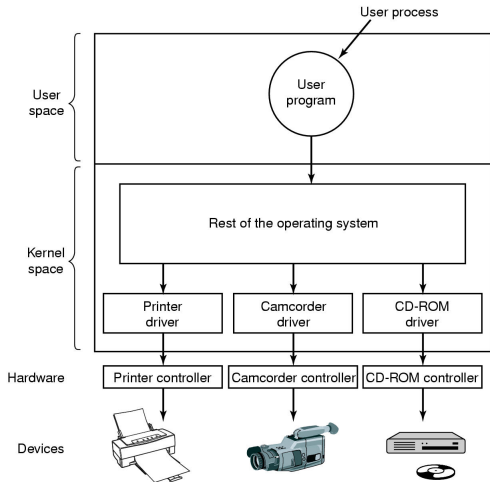 User process
User
space
User
program
Rest of the operating system
Kernel
space
Printer
driver
Camcorder
driver
CD-ROM
driver
Hardware
Printer controller
Camcorder controller
CD-ROM controller
Devices